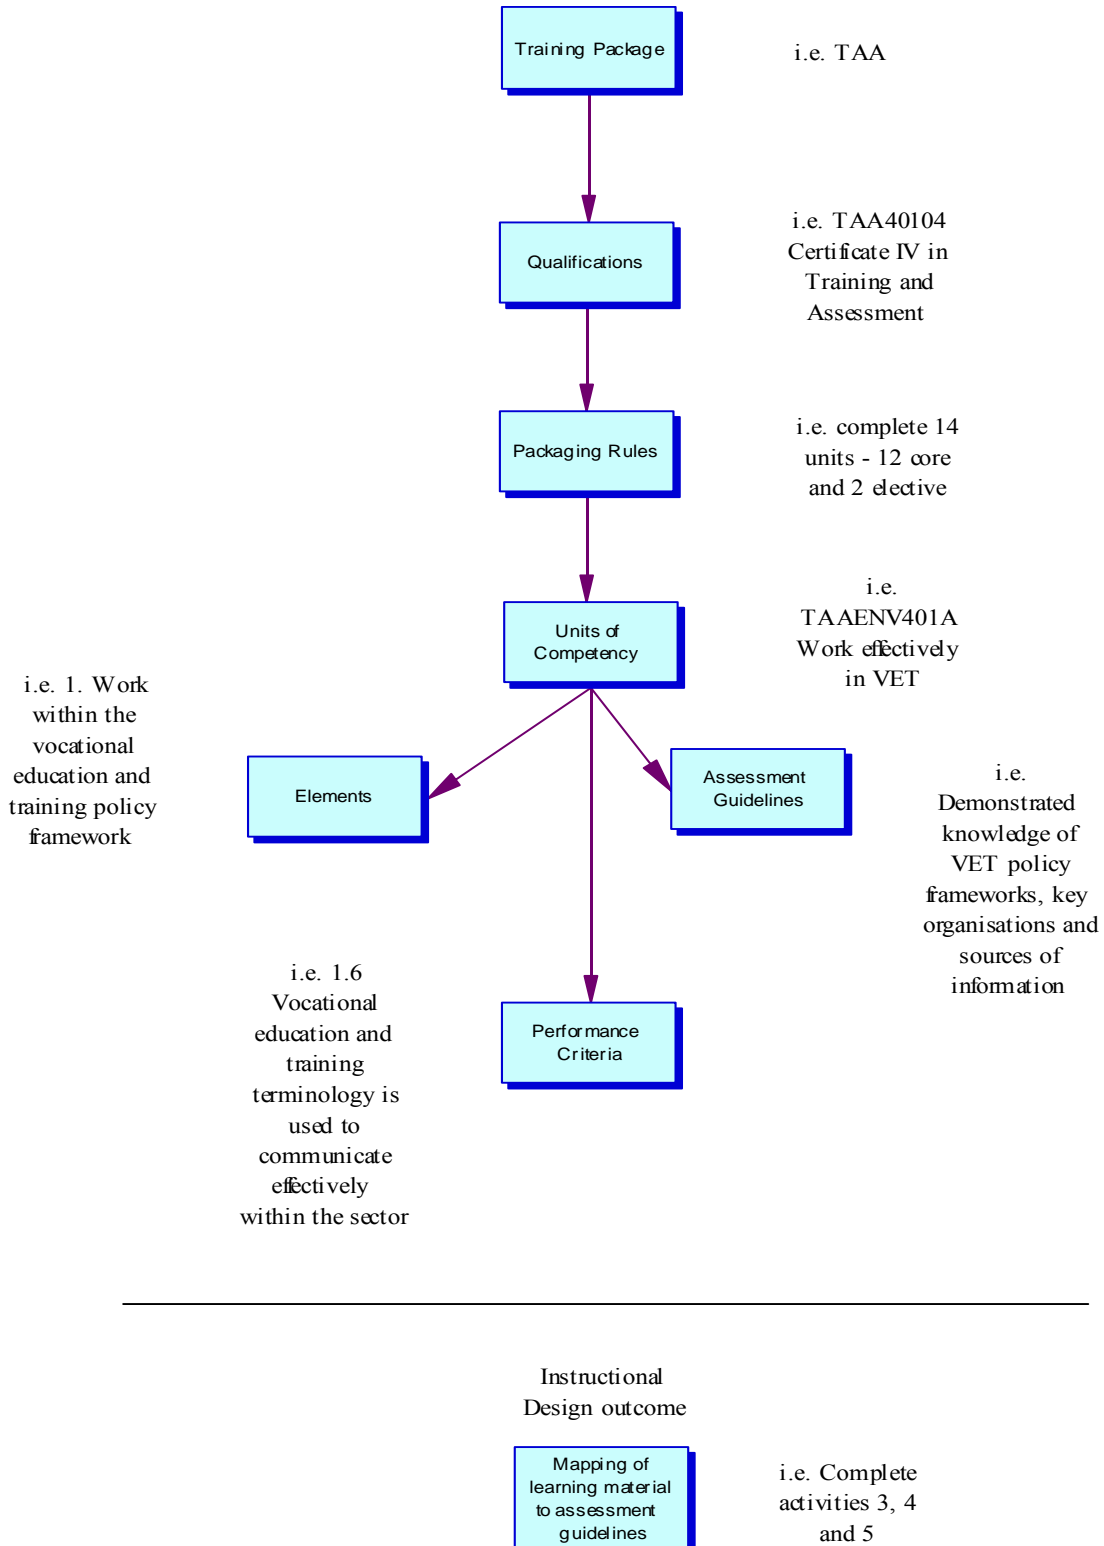 Training Package
i.e. TAA
Qualifications
i.e. TAA40104
Certificate IV in
Training and
Assessment
Packaging Rules
i.e. complete 14
units - 12 core
and 2 elective
Units of
Competency
i.e.
TAAENV401A
Work effectively
in VET
i.e. 1. Work
within the
vocational
education and
training policy
framework
Elements
Assessment
Guidelines
i.e.
Demonstrated
knowledge of
VET policy
frameworks, key
organisations and
sources of
information
i.e. 1.6
Vocational
education and
training
terminology is
used to
communicate
effectively
within the sector
Performance
Criteria
Instructional
Design outcome
Mapping of
learning material
to assessment
guidelines
i.e. Complete
activities 3, 4
and 5